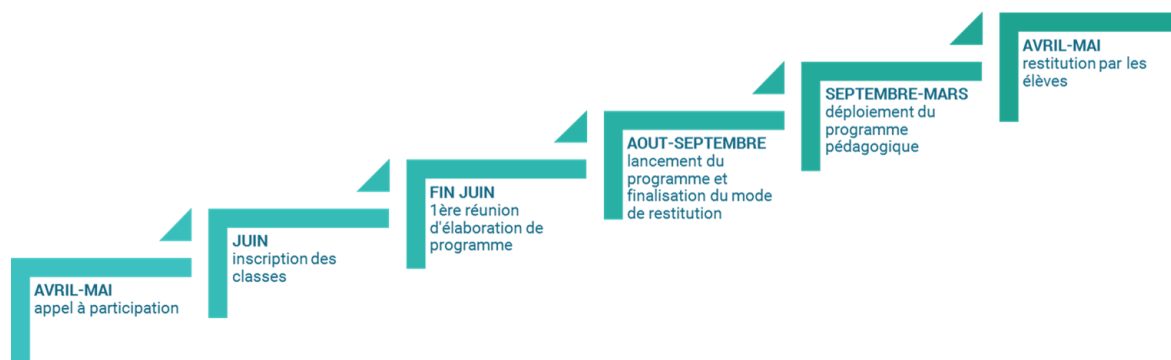 AVRIL-MAI
appel à participation
JUIN
inscription des
classes
FIN JUIN
1ère réunion
d'élaboration de
programme
AOUT-SEPTEMBRE
lancement du
programme et
finalisation du mode
de restitution
SEPTEMBRE-MARS
déploiement du
programme
pédagogique
AVRIL-MAI
restitution par les
élèves